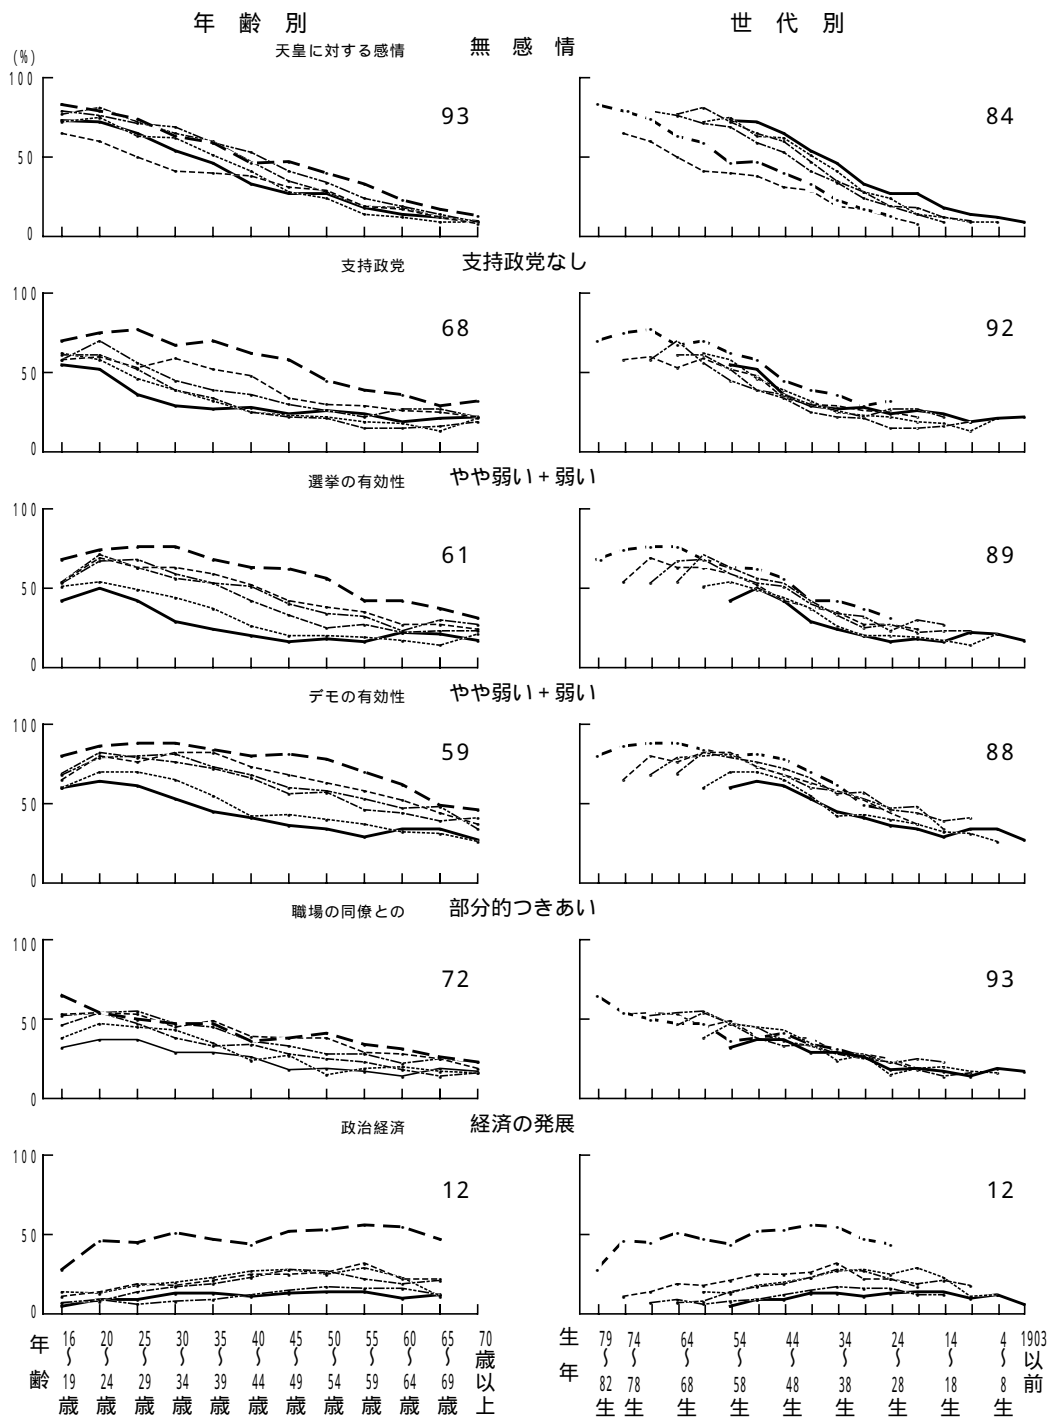 年 齢 別
世 代 別
天皇に対する感情
無 感 情
(%)
100
50
0
93
84
支持政党
支持政党なし
100
50
0
68
92
選挙の有効性
やや弱い+弱い
100
50
0
61
89
デモの有効性
やや弱い+弱い
100
50
0
59
88
職場の同僚との
部分的つきあい
100
50
0
72
93
政治経済
経済の発展
100
50
0
12
12
年齢
16〜19歳
20〜24歳
25〜29歳
30〜34歳
35〜39歳
40〜44歳
45〜49歳
50〜54歳
55〜59歳
60〜64歳
65〜69歳
70歳以上
生年
79〜82生
74〜78生
64〜68生
54〜58生
44〜48生
34〜38生
24〜28生
14〜18生
4〜8生
1903以前